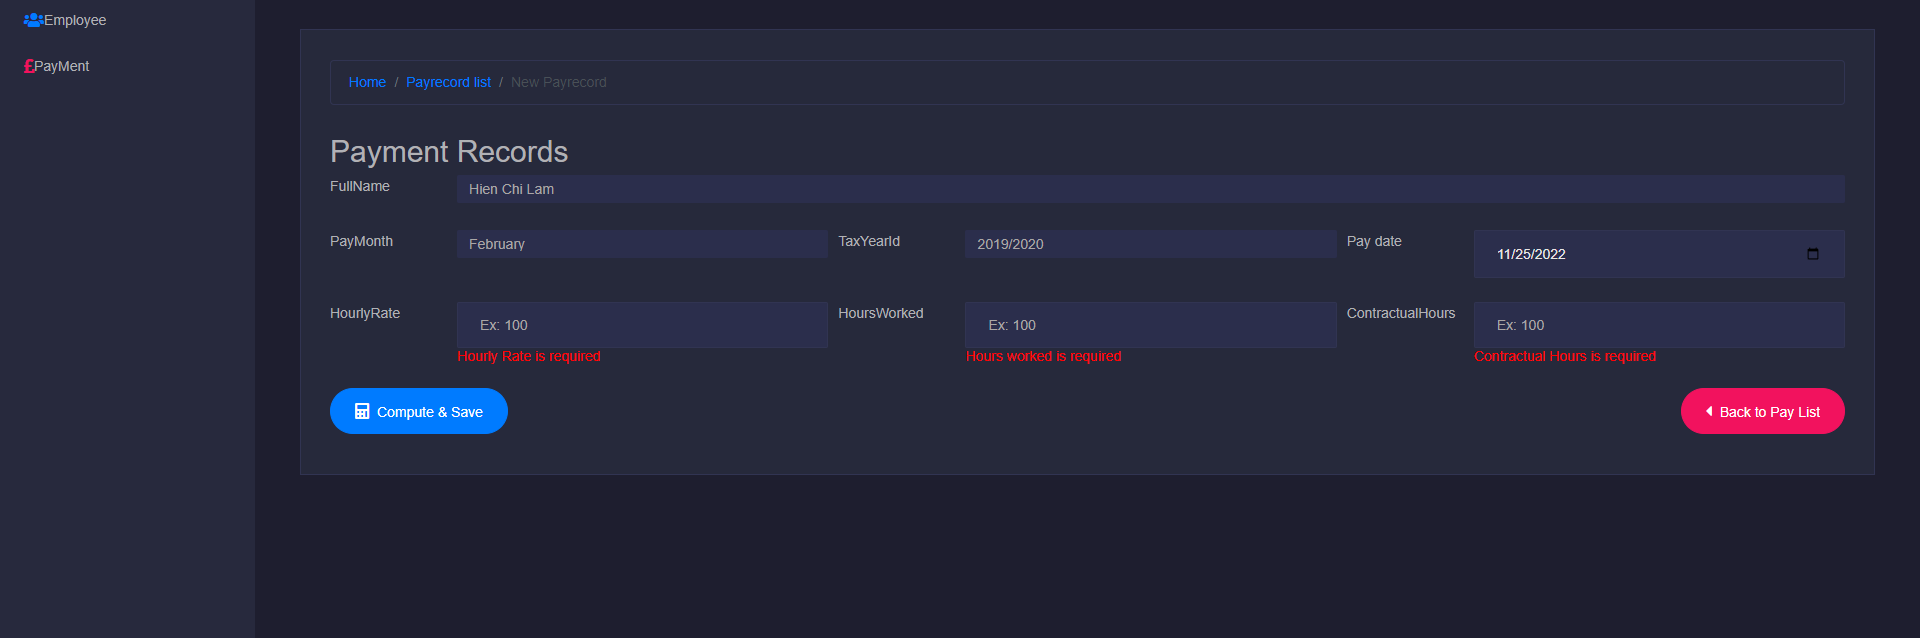 Employee
PayMent
Home / Payrecord list / New Payrecord
Payment Records
FullName Hien Chi Lam
PayMonth February TaxYearId 2019/2020 Pay date 11/25/2022
HourlyRate Ex: 100 HoursWorked Ex: 100 ContractualHours Ex: 100
Hourly Rate is required Hours worked is required Contractual Hours is required
Compute & Save Back to Pay List